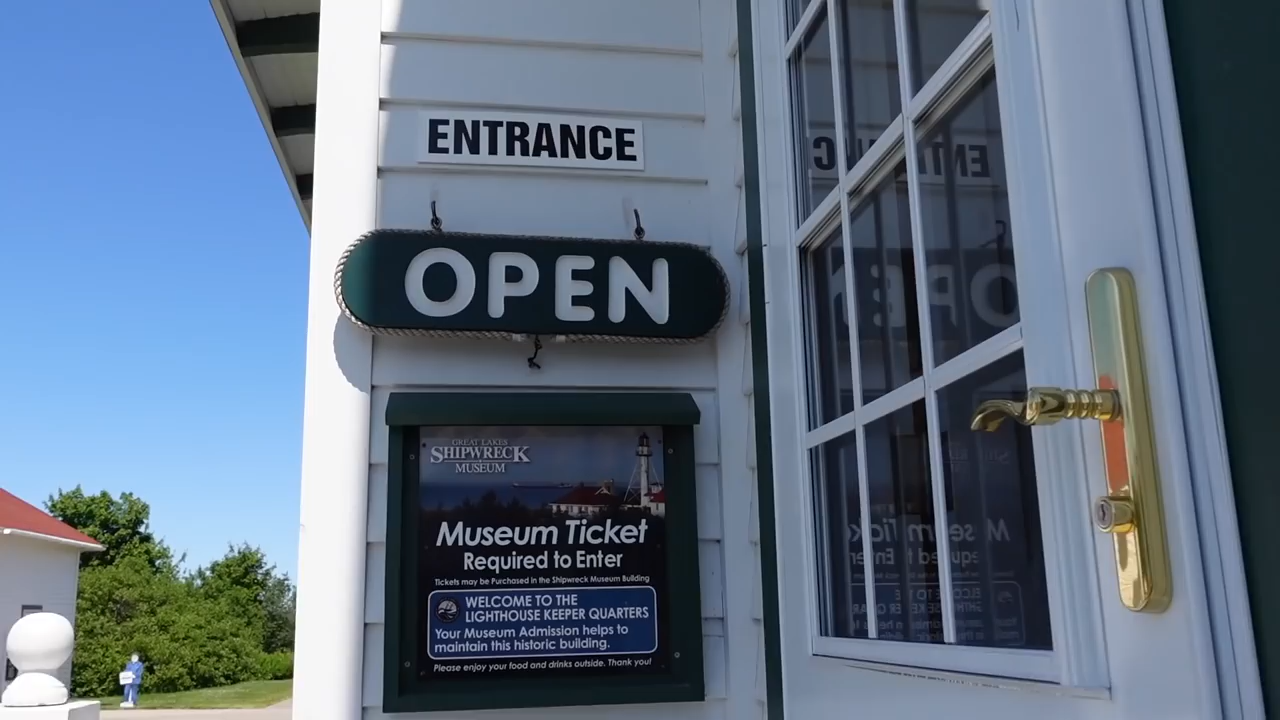 ENTRANCE
OPEN
GREAT LAKES
SHIPWRECK
MUSEUM
Museum Ticket
Required to Enter
Tickets may be Purchased in the Shipwreck Museum Building
WELCOME TO THE
LIGHTHOUSE KEEPER QUARTERS
Your Museum Admission helps to
maintain this historic building.
Please enjoy your food and drinks outside. Thank you!